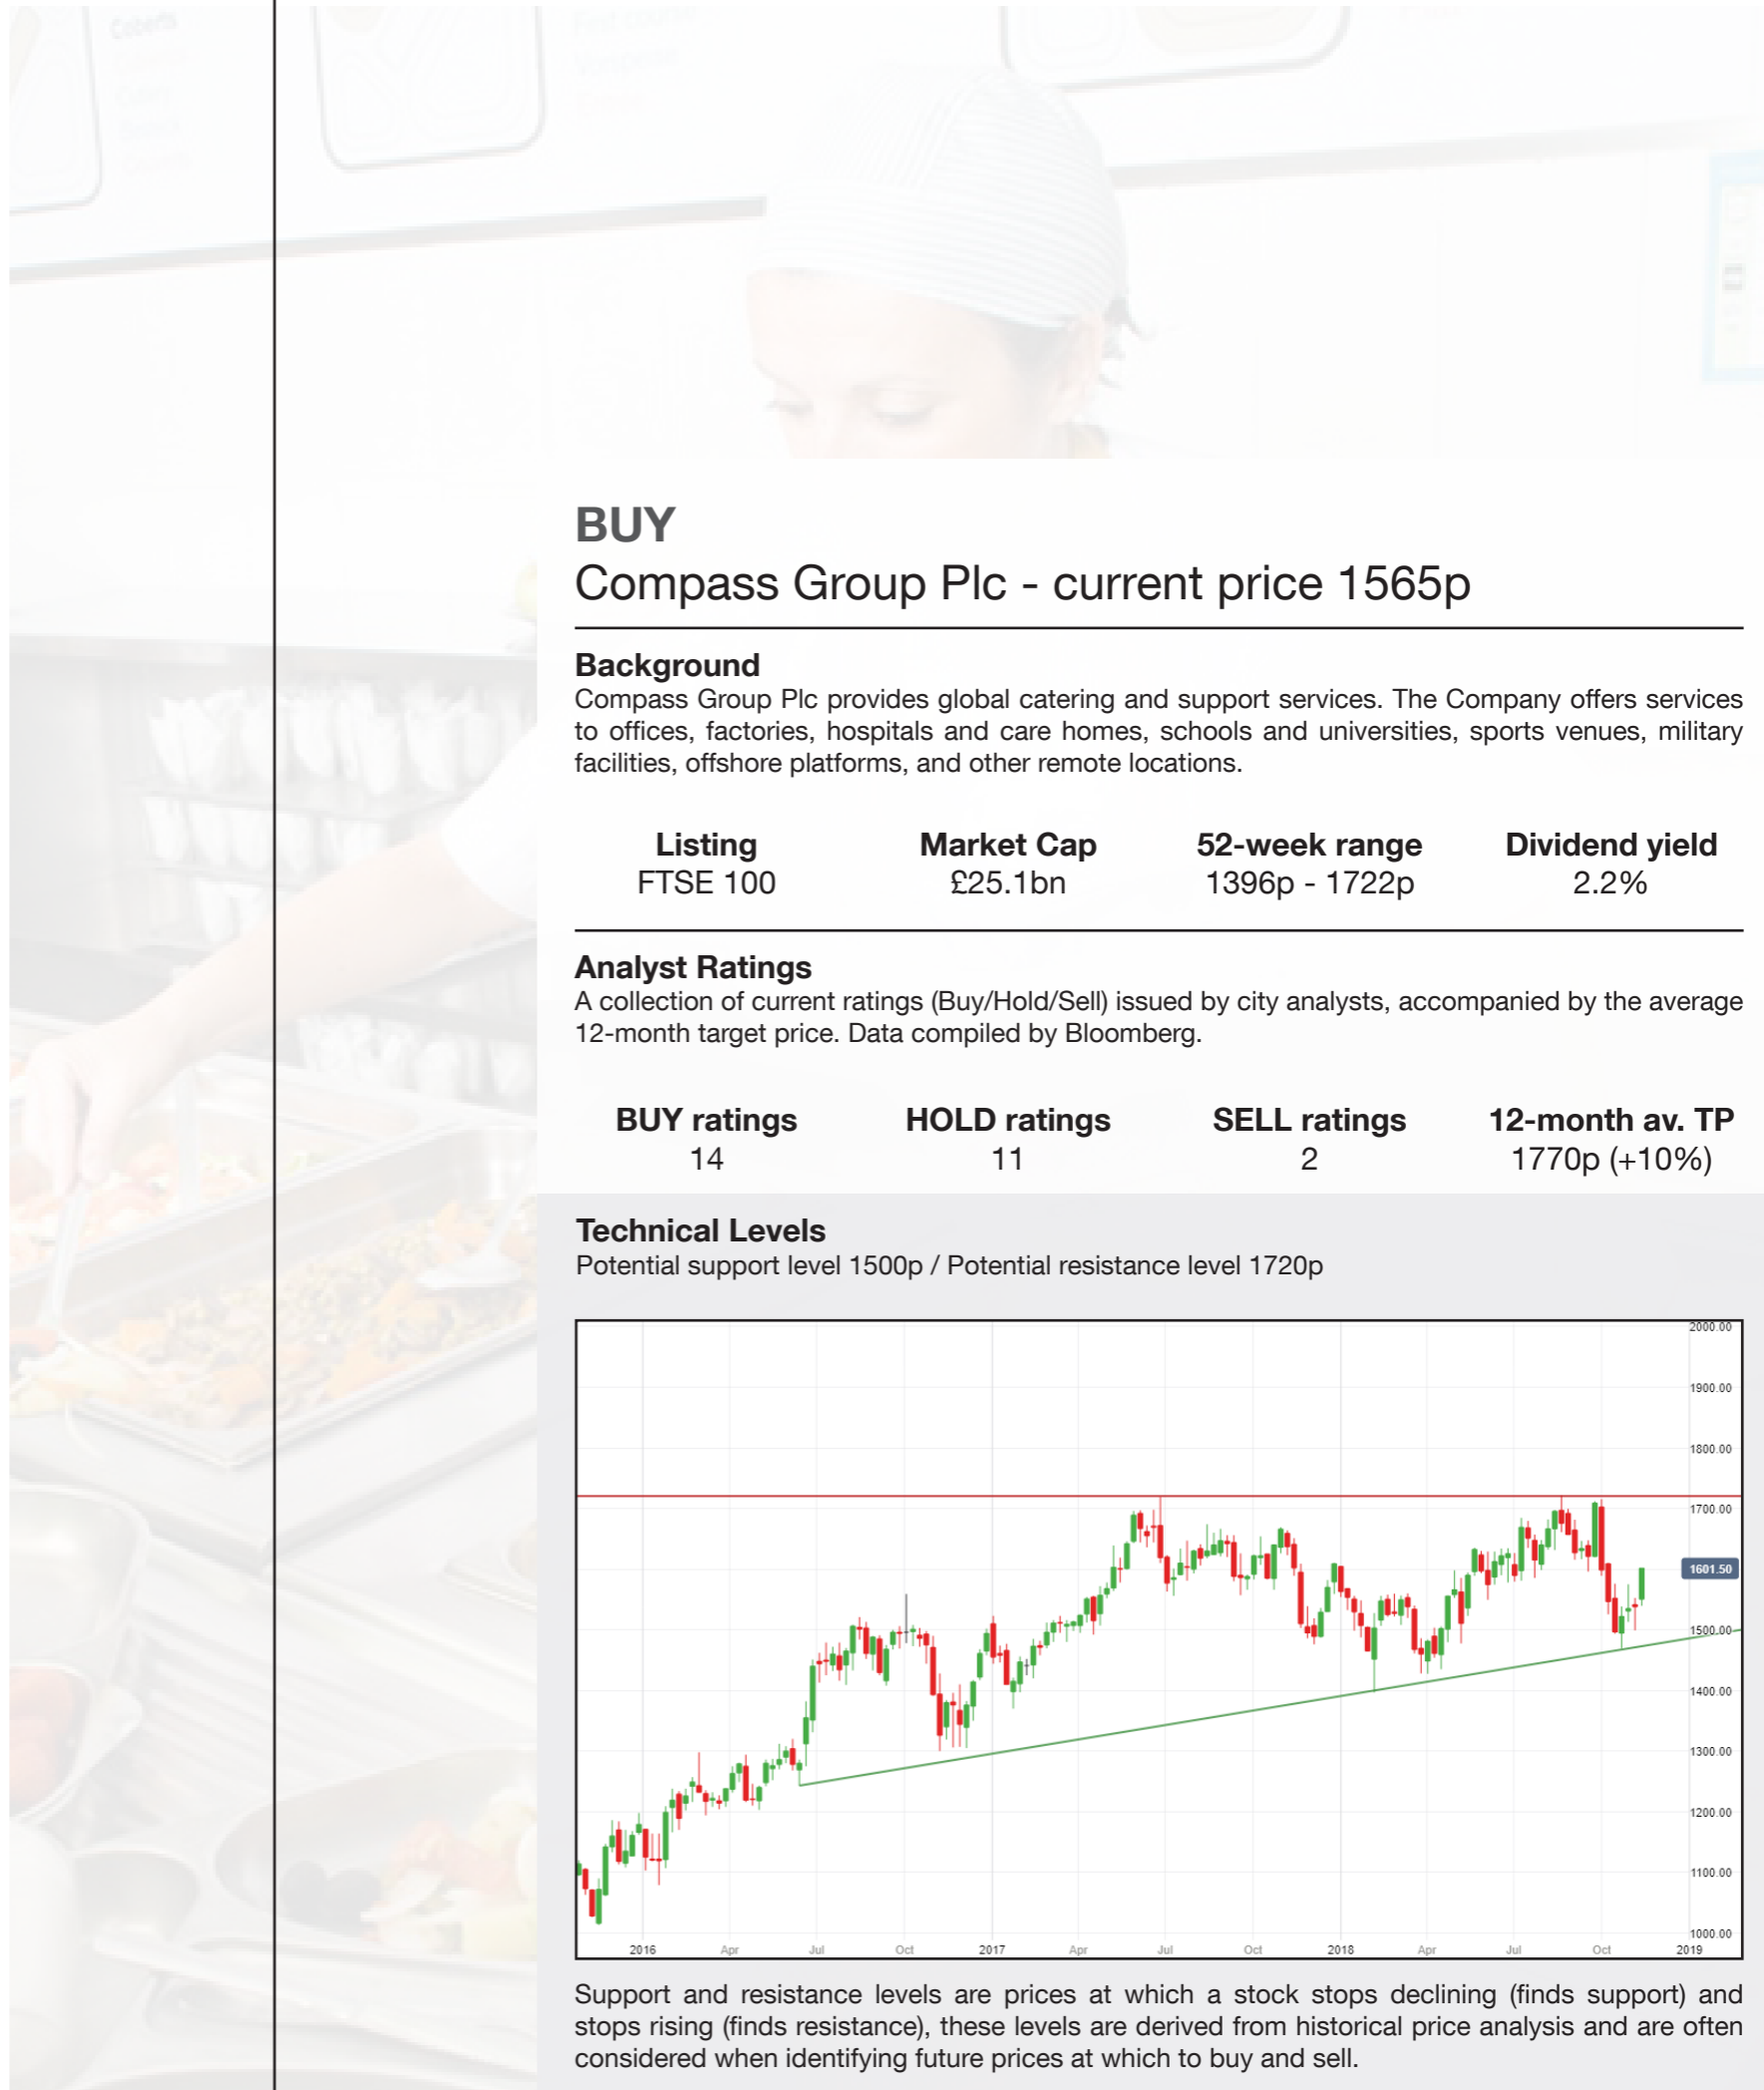 BUY
Compass Group Plc - current price 1565p
Background
Compass Group Plc provides global catering and support services. The Company offers services
to offices, factories, hospitals and care homes, schools and universities, sports venues, military
facilities, offshore platforms, and other remote locations.
Listing Market Cap 52-week range Dividend yield
FTSE 100 £25.1bn 1396p - 1722p 2.2%
Analyst Ratings
A collection of current ratings (Buy/Hold/Sell) issued by city analysts, accompanied by the average
12-month target price. Data compiled by Bloomberg.
BUY ratings HOLD ratings SELL ratings 12-month av. TP
14 11 2 1770p (+10%)
Technical Levels
Potential support level 1500p / Potential resistance level 1720p
2000.00
1900.00
1800.00
1700.00
1601.50
1500.00
1400.00
1300.00
1200.00
1100.00
1000.00
2016 Apr Jul Oct 2017 Apr Jul Oct 2018 Apr Jul Oct 2019
Support and resistance levels are prices at which a stock stops declining (finds support) and
stops rising (finds resistance), these levels are derived from historical price analysis and are often
considered when identifying future prices at which to buy and sell.